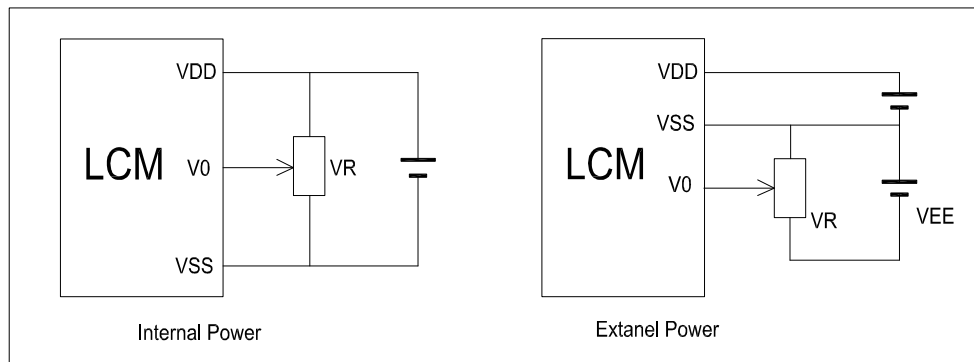 VDD
LCM
V0
VR
VSS
Internal Power
VDD
VSS
LCM
V0
VR
VEE
Extanel Power